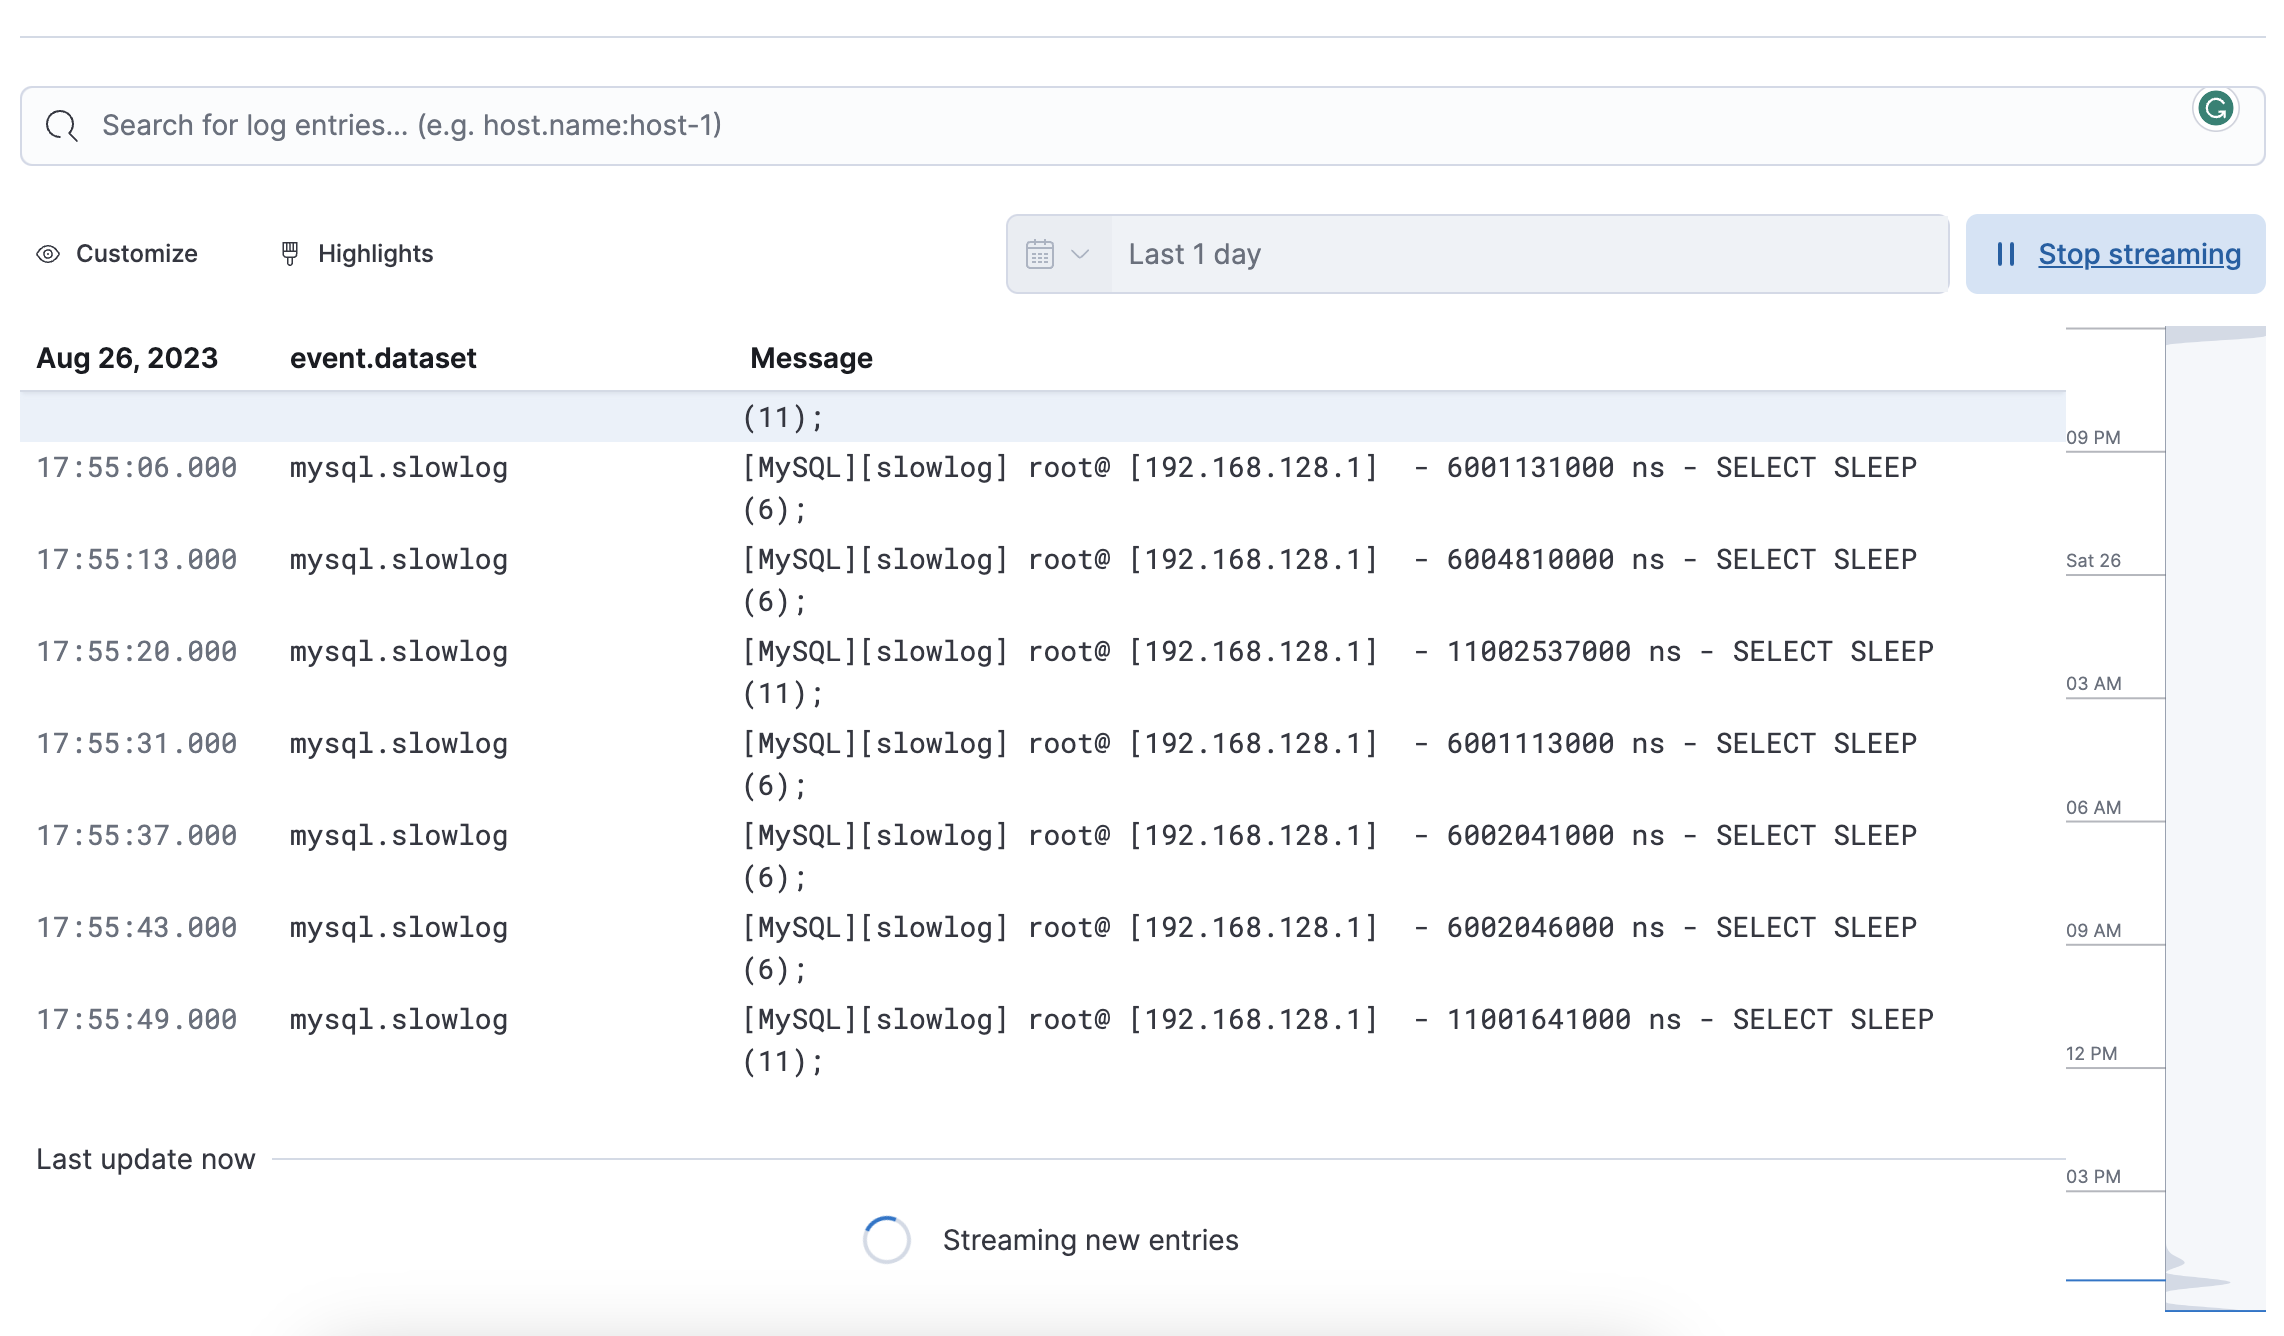 Search for log entries... (e.g. host.name:host-1)
Customize Highlights Last 1 day Stop streaming
Aug 26, 2023 event.dataset Message
(11);
17:55:06.000 mysql.slowlog [MySQL][slowlog] root@ [192.168.128.1]  - 6001131000 ns - SELECT SLEEP
(6);
17:55:13.000 mysql.slowlog [MySQL][slowlog] root@ [192.168.128.1]  - 6004810000 ns - SELECT SLEEP
(6);
17:55:20.000 mysql.slowlog [MySQL][slowlog] root@ [192.168.128.1]  - 11002537000 ns - SELECT SLEEP
(11);
17:55:31.000 mysql.slowlog [MySQL][slowlog] root@ [192.168.128.1]  - 6001113000 ns - SELECT SLEEP
(6);
17:55:37.000 mysql.slowlog [MySQL][slowlog] root@ [192.168.128.1]  - 6002041000 ns - SELECT SLEEP
(6);
17:55:43.000 mysql.slowlog [MySQL][slowlog] root@ [192.168.128.1]  - 6002046000 ns - SELECT SLEEP
(6);
17:55:49.000 mysql.slowlog [MySQL][slowlog] root@ [192.168.128.1]  - 11001641000 ns - SELECT SLEEP
(11);
Last update now
Streaming new entries
09 PM
Sat 26
03 AM
06 AM
09 AM
12 PM
03 PM